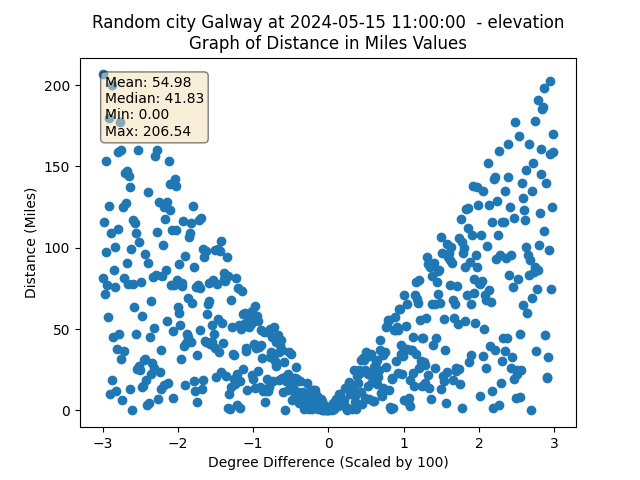 Random city Galway at 2024-05-15 11:00:00  - elevation
Graph of Distance in Miles Values
Mean: 54.98
Median: 41.83
Min: 0.00
Max: 206.54
Distance (Miles)
200
150
100
50
0
−3 −2 −1 0 1 2 3
Degree Difference (Scaled by 100)